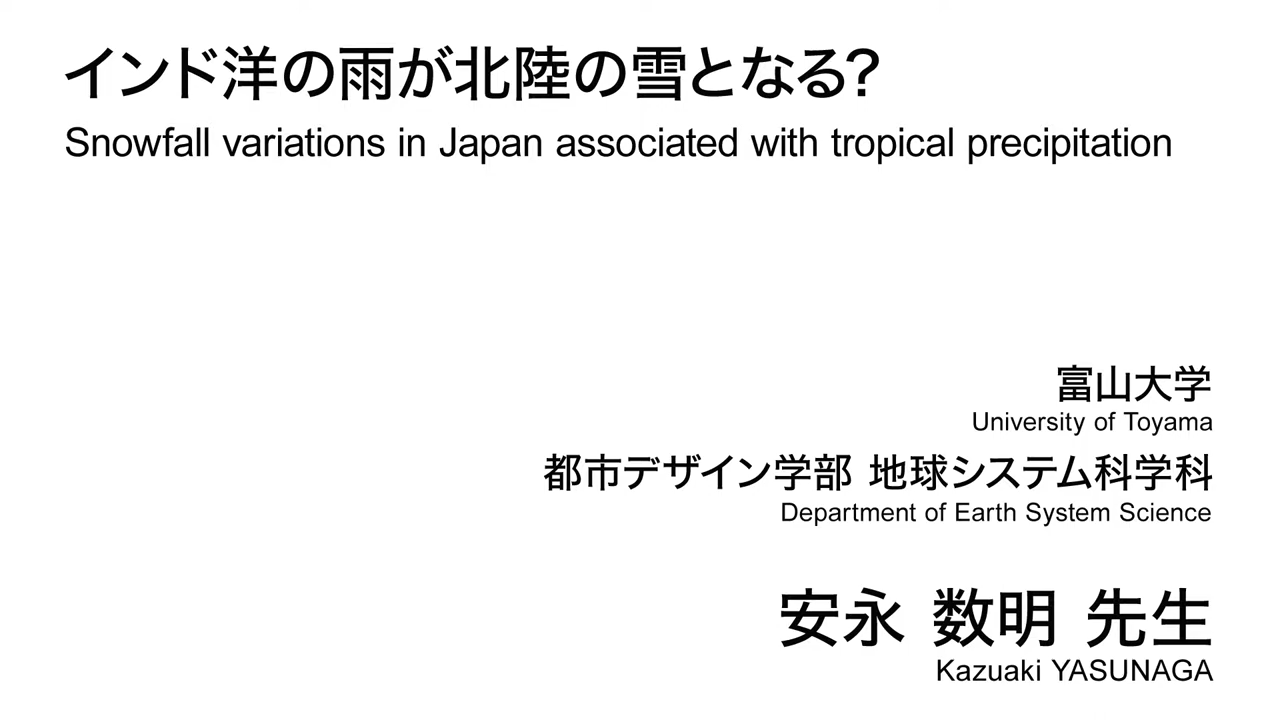 インド洋の雨が北陸の雪となる?
Snowfall variations in Japan associated with tropical precipitation
富山大学
University of Toyama
都市デザイン学部 地球システム科学科
Department of Earth System Science
安永 数明 先生
Kazuaki YASUNAGA